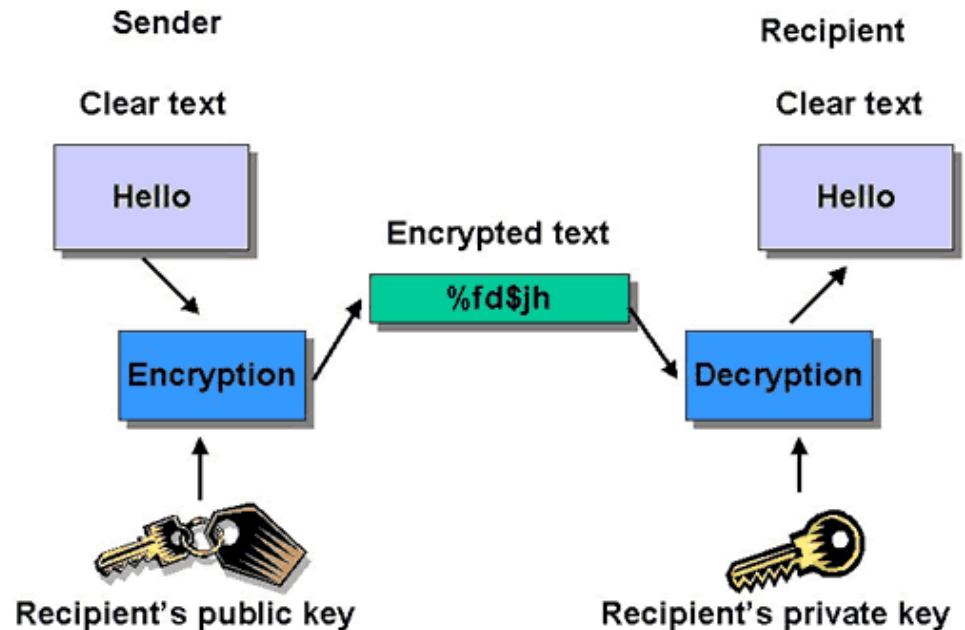 Sender
Recipient
Clear text
Clear text
Hello
Hello
Encrypted text
%fd$jh
Encryption
Decryption
Recipient's public key
Recipient's private key